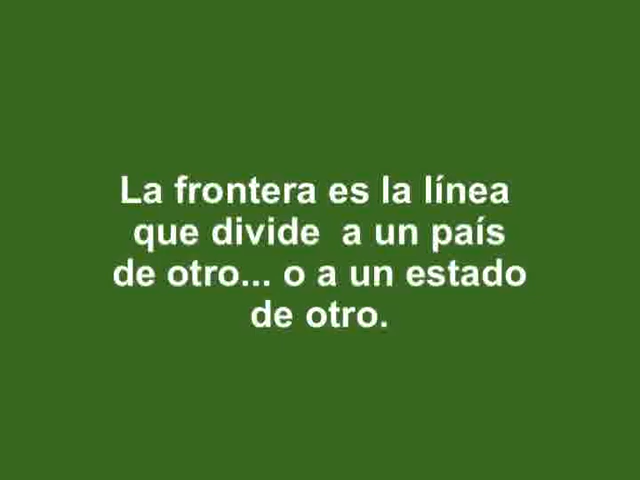 La frontera es la línea
que divide a un país
de otro... o a un estado
de otro.